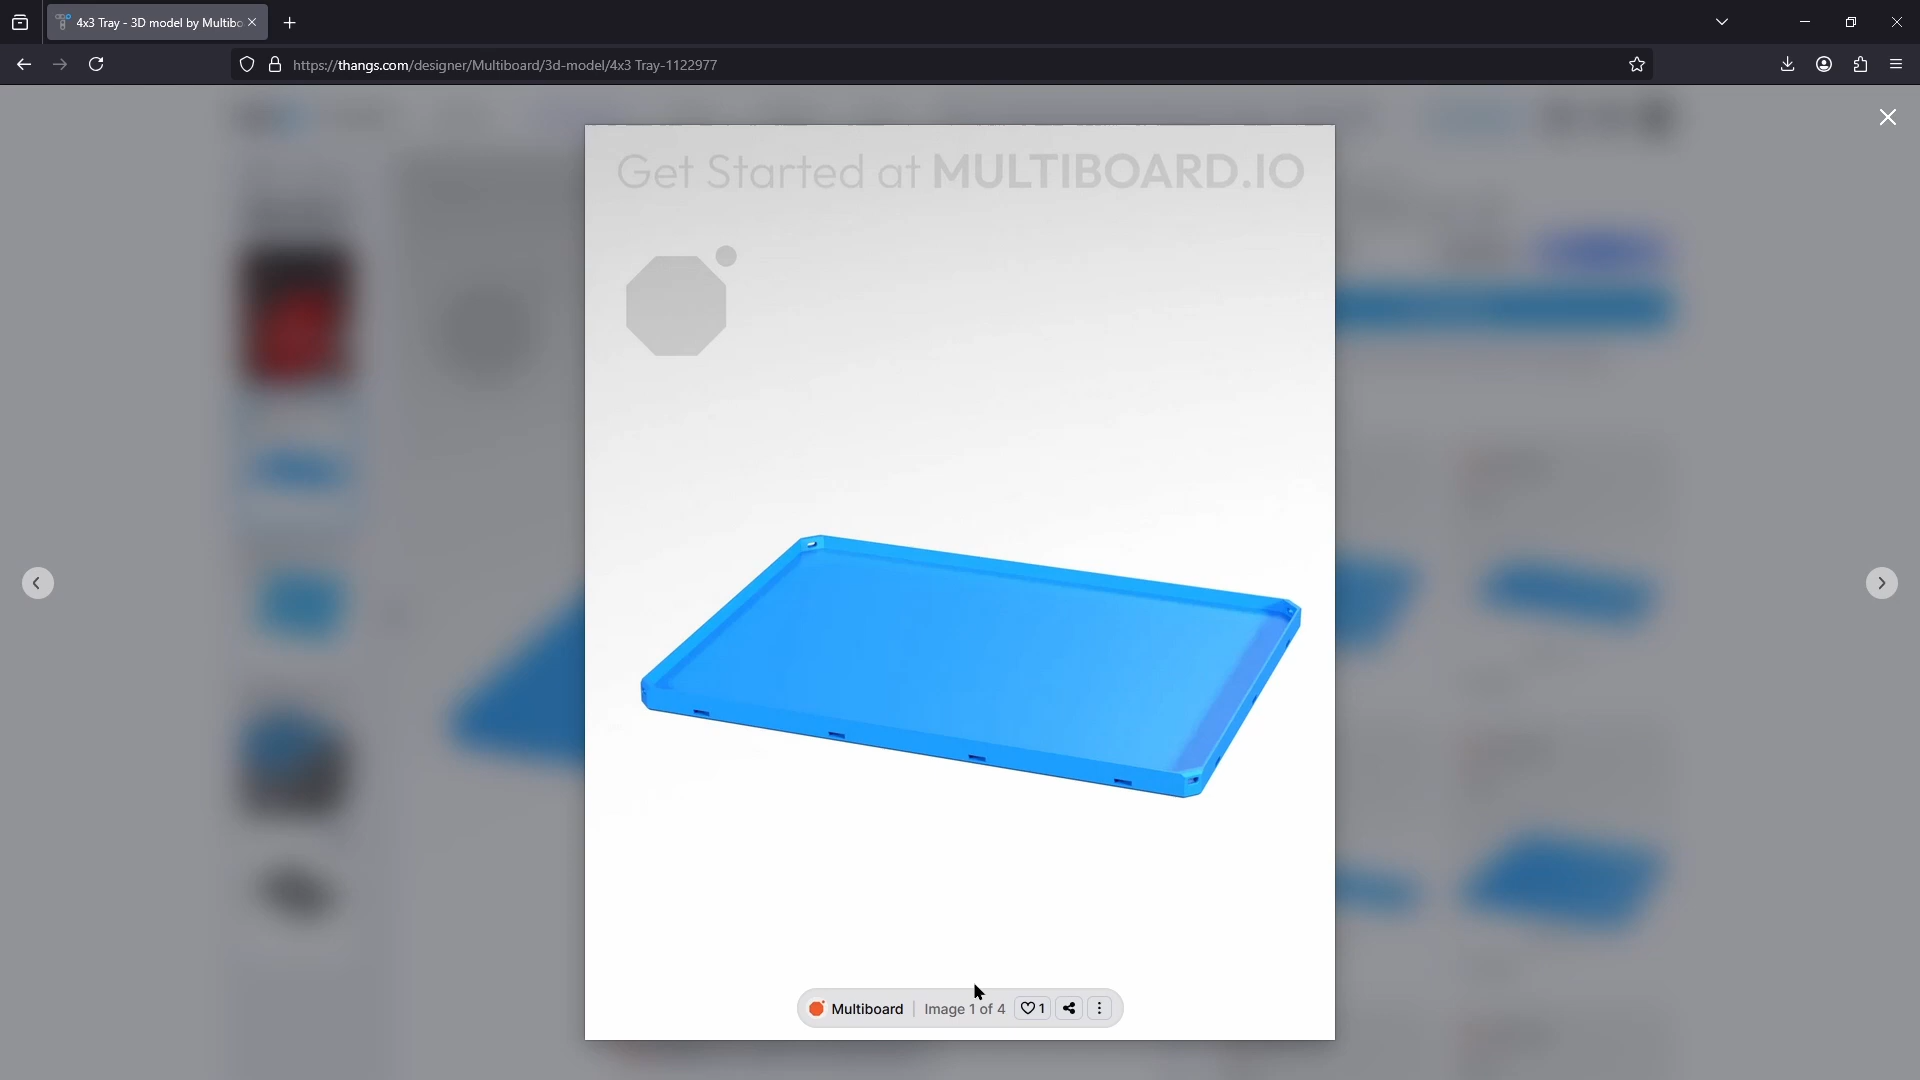 4x3 Tray - 3D model by Multibo
https://thangs.com/designer/Multiboard/3d-model/4x3 Tray-1122977
Get Started at MULTIBOARD.IO
Multiboard
Image 1 of 4
1